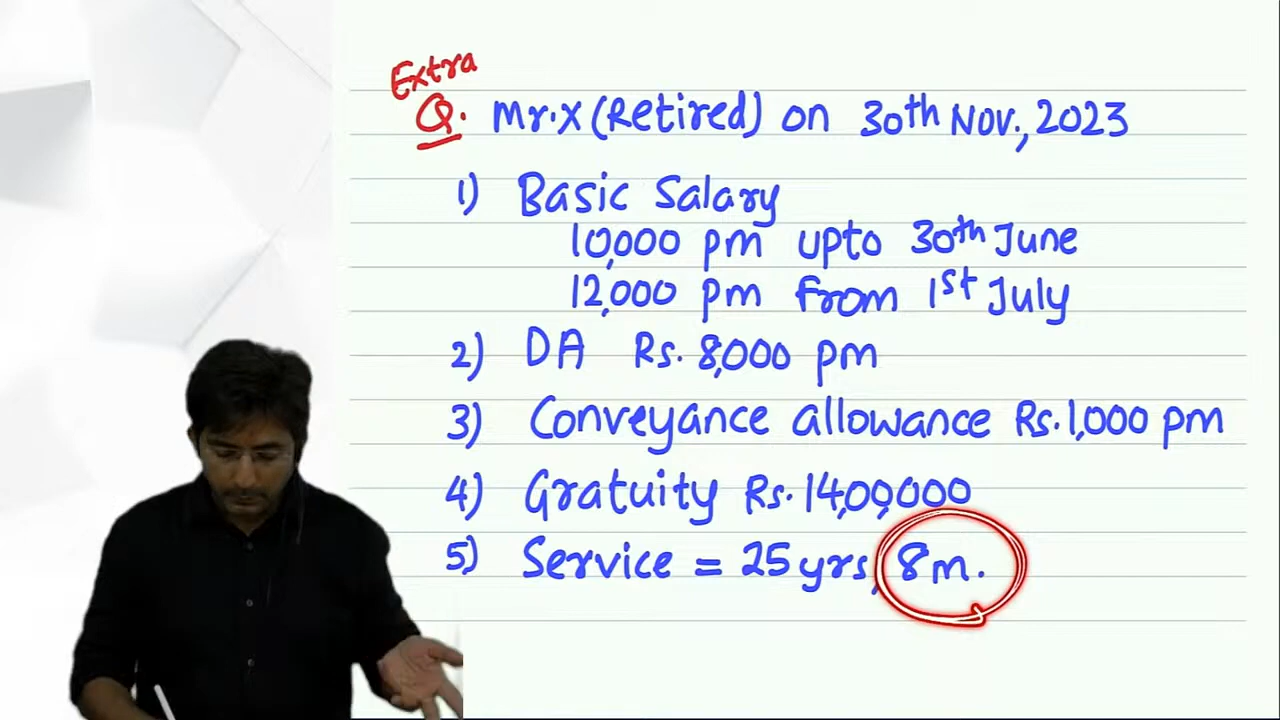 Extra
Q. Mr.X (Retired) on 30th Nov., 2023
1) Basic Salary
10,000 pm upto 30th June
12,000 pm from 1st July
2) DA Rs. 8,000 pm
3) Conveyance allowance Rs. 1,000 pm
4) Gratuity Rs. 14,00,000
5) Service = 25 yrs, 8 m.